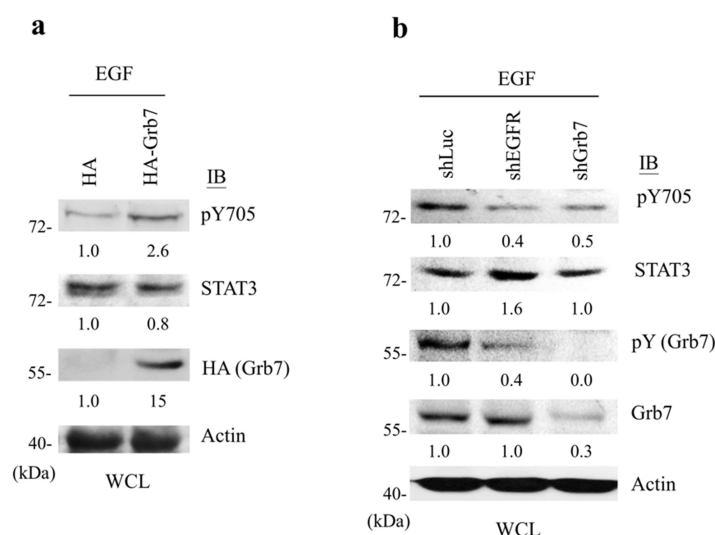 a
EGF
HA
HA-Grb7
IB
pY705
72-
1.0 2.6
STAT3
72-
1.0 0.8
HA (Grb7)
55-
1.0 15
Actin
40-
(kDa)
WCL
b
EGF
shLuc
shEGFR
shGrb7
IB
pY705
72-
1.0 0.4 0.5
STAT3
72-
1.0 1.6 1.0
pY (Grb7)
55-
1.0 0.4 0.0
Grb7
55-
1.0 1.0 0.3
Actin
40-
(kDa)
WCL